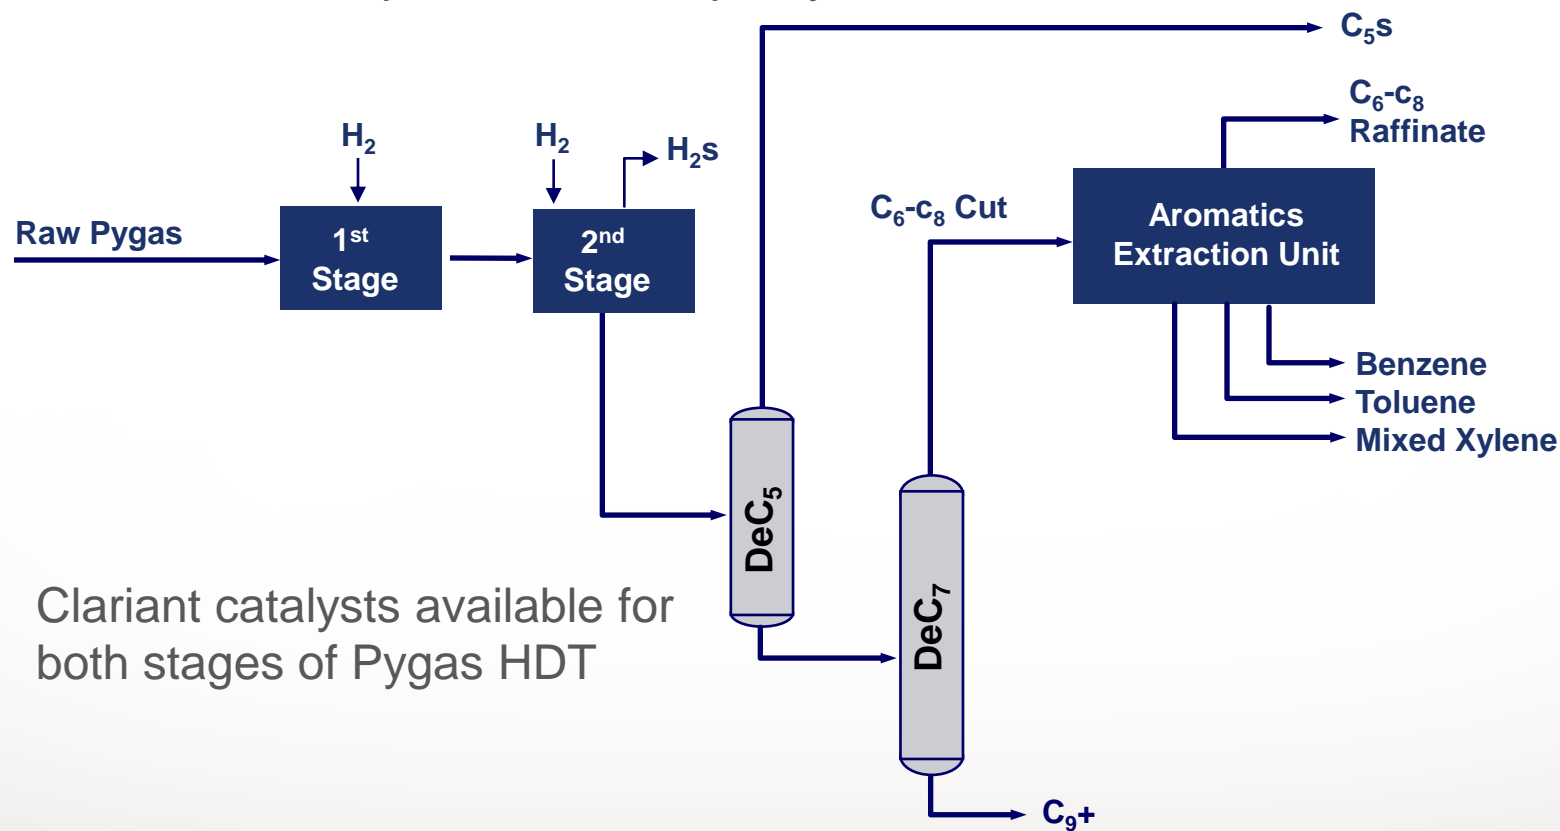 C₅s
C₆-c₈
Raffinate
H₂
H₂
H₂s
Raw Pygas
1st
Stage
2nd
Stage
C₆-c₈ Cut
Aromatics
Extraction Unit
Benzene
Toluene
Mixed Xylene
DeC₅
DeC₇
Clariant catalysts available for
both stages of Pygas HDT
C₉+